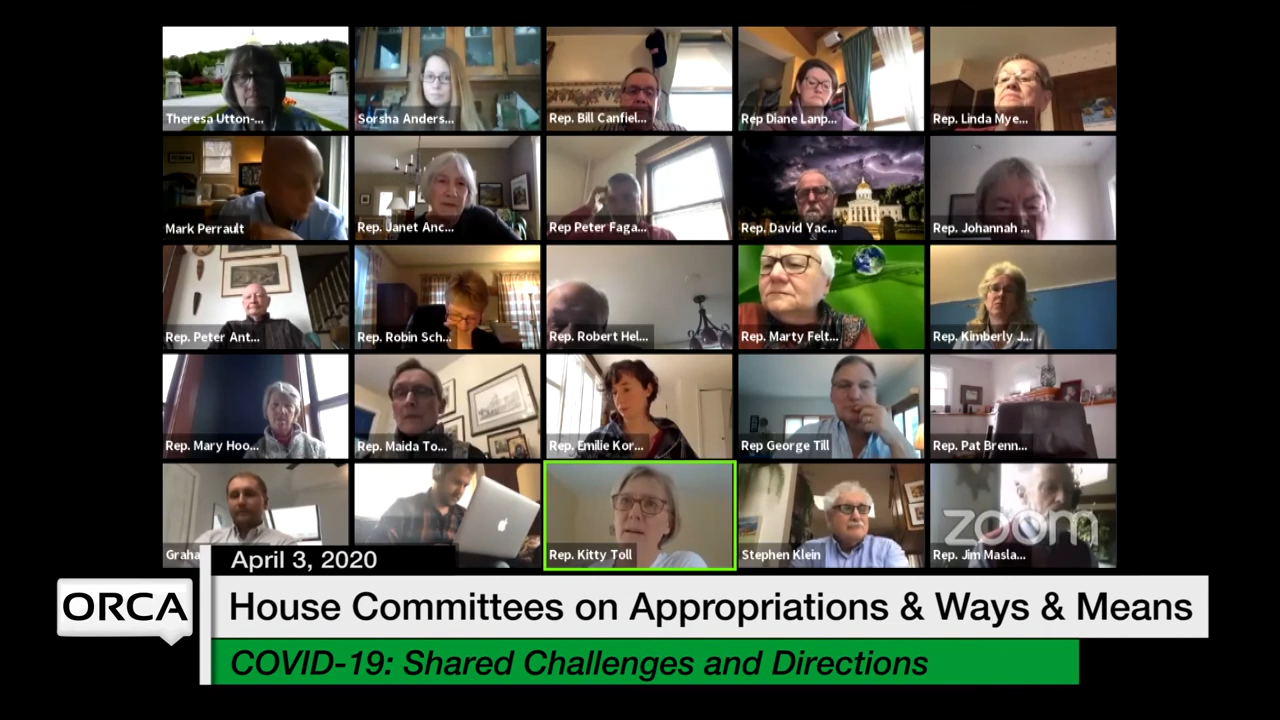 Theresa Utton-...
Sorsha Anders...
Rep. Bill Canfiel...
Rep Diane Lanp...
Rep. Linda Mye...
Mark Perrault
Rep. Janet Anc...
Rep Peter Faga...
Rep. David Yac...
Rep. Johannah ...
Rep. Peter Ant...
Rep. Robin Sch...
Rep. Robert Hel...
Rep. Marty Felt...
Rep. Kimberly J...
Rep. Mary Hoo...
Rep. Maida To...
Rep. Emilie Kor...
Rep George Till
Rep. Pat Brenn...
Graha
Rep. Kitty Toll
Stephen Klein
Rep. Jim Masla...
zoom
April 3, 2020
ORCA
House Committees on Appropriations & Ways & Means
COVID-19: Shared Challenges and Directions